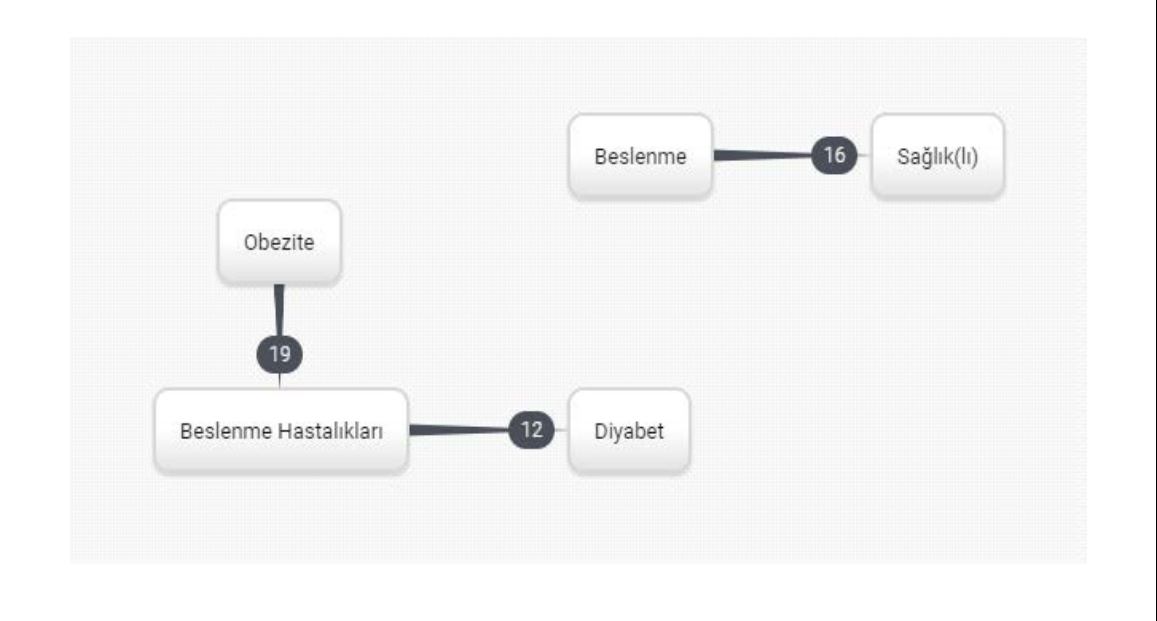 Beslenme
16
Sağlık(lı)
Obezite
19
Beslenme Hastalıkları
12
Diyabet